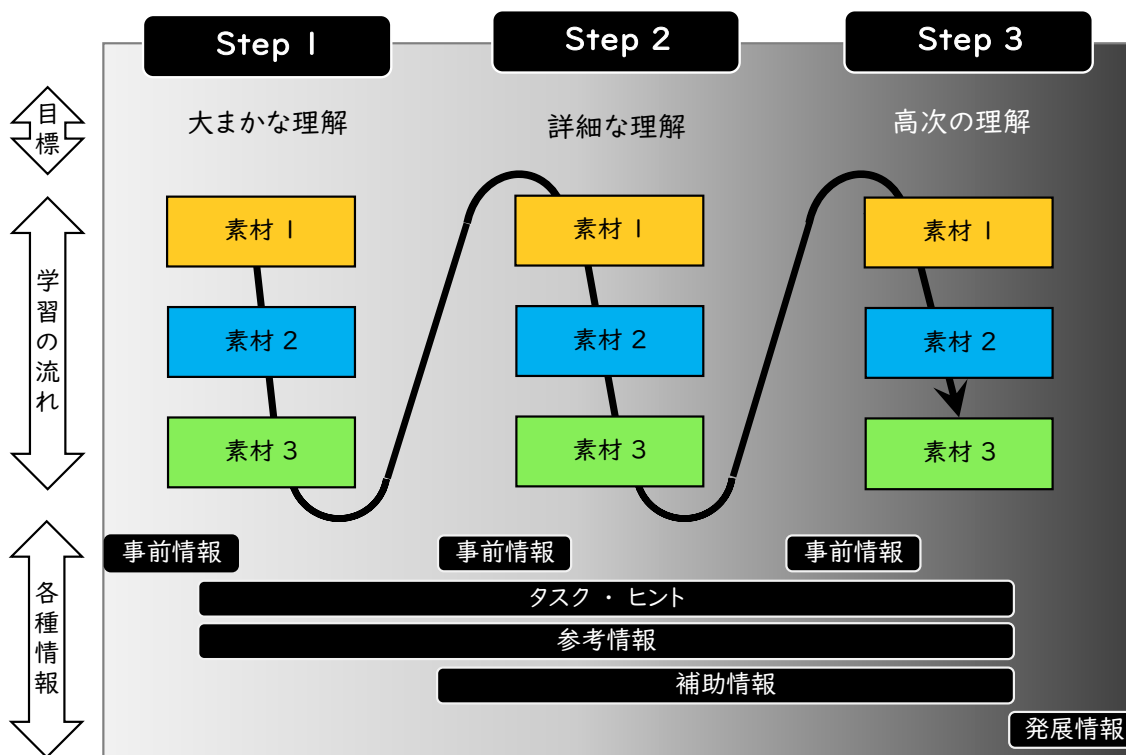 Step 1
Step 2
Step 3
目標
大まかな理解
詳細な理解
高次の理解
学習の流れ
素材 1
素材 1
素材 1
素材 2
素材 2
素材 2
素材 3
素材 3
素材 3
各種情報
事前情報
事前情報
事前情報
タスク ・ ヒント
参考情報
補助情報
発展情報